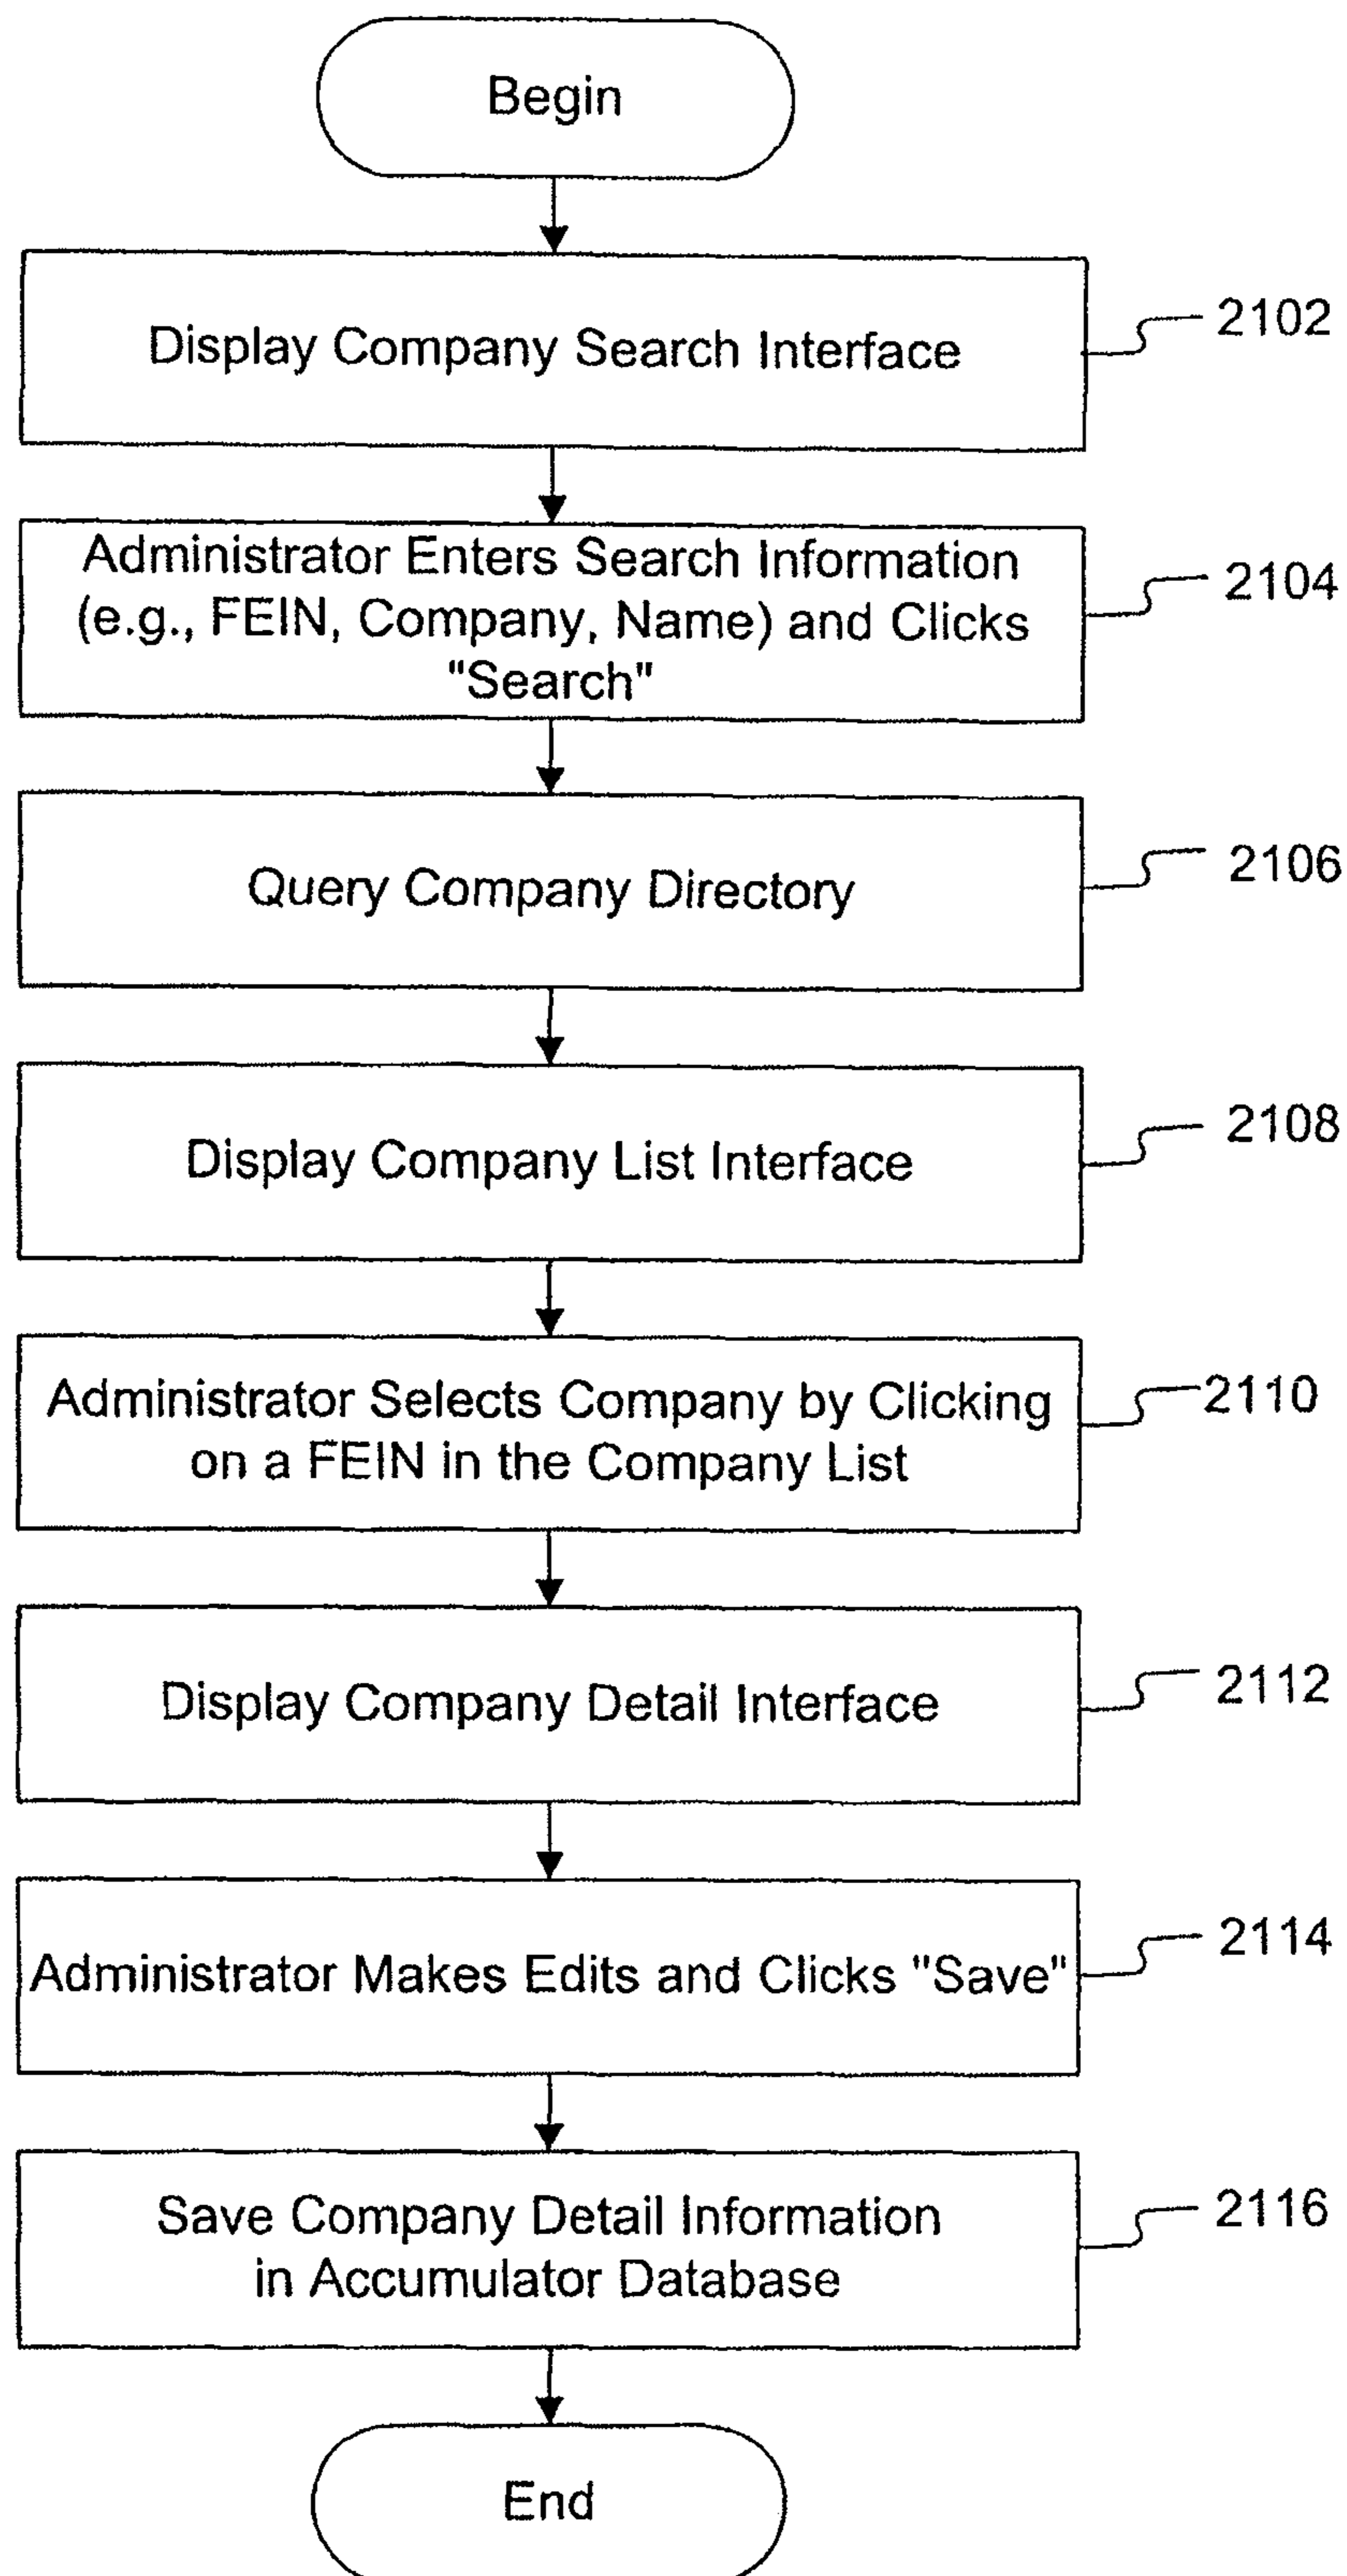 Begin
Display Company Search Interface
2102
Administrator Enters Search Information
(e.g., FEIN, Company, Name) and Clicks
"Search"
2104
Query Company Directory
2106
Display Company List Interface
2108
Administrator Selects Company by Clicking
on a FEIN in the Company List
2110
Display Company Detail Interface
2112
Administrator Makes Edits and Clicks "Save"
2114
Save Company Detail Information
in Accumulator Database
2116
End